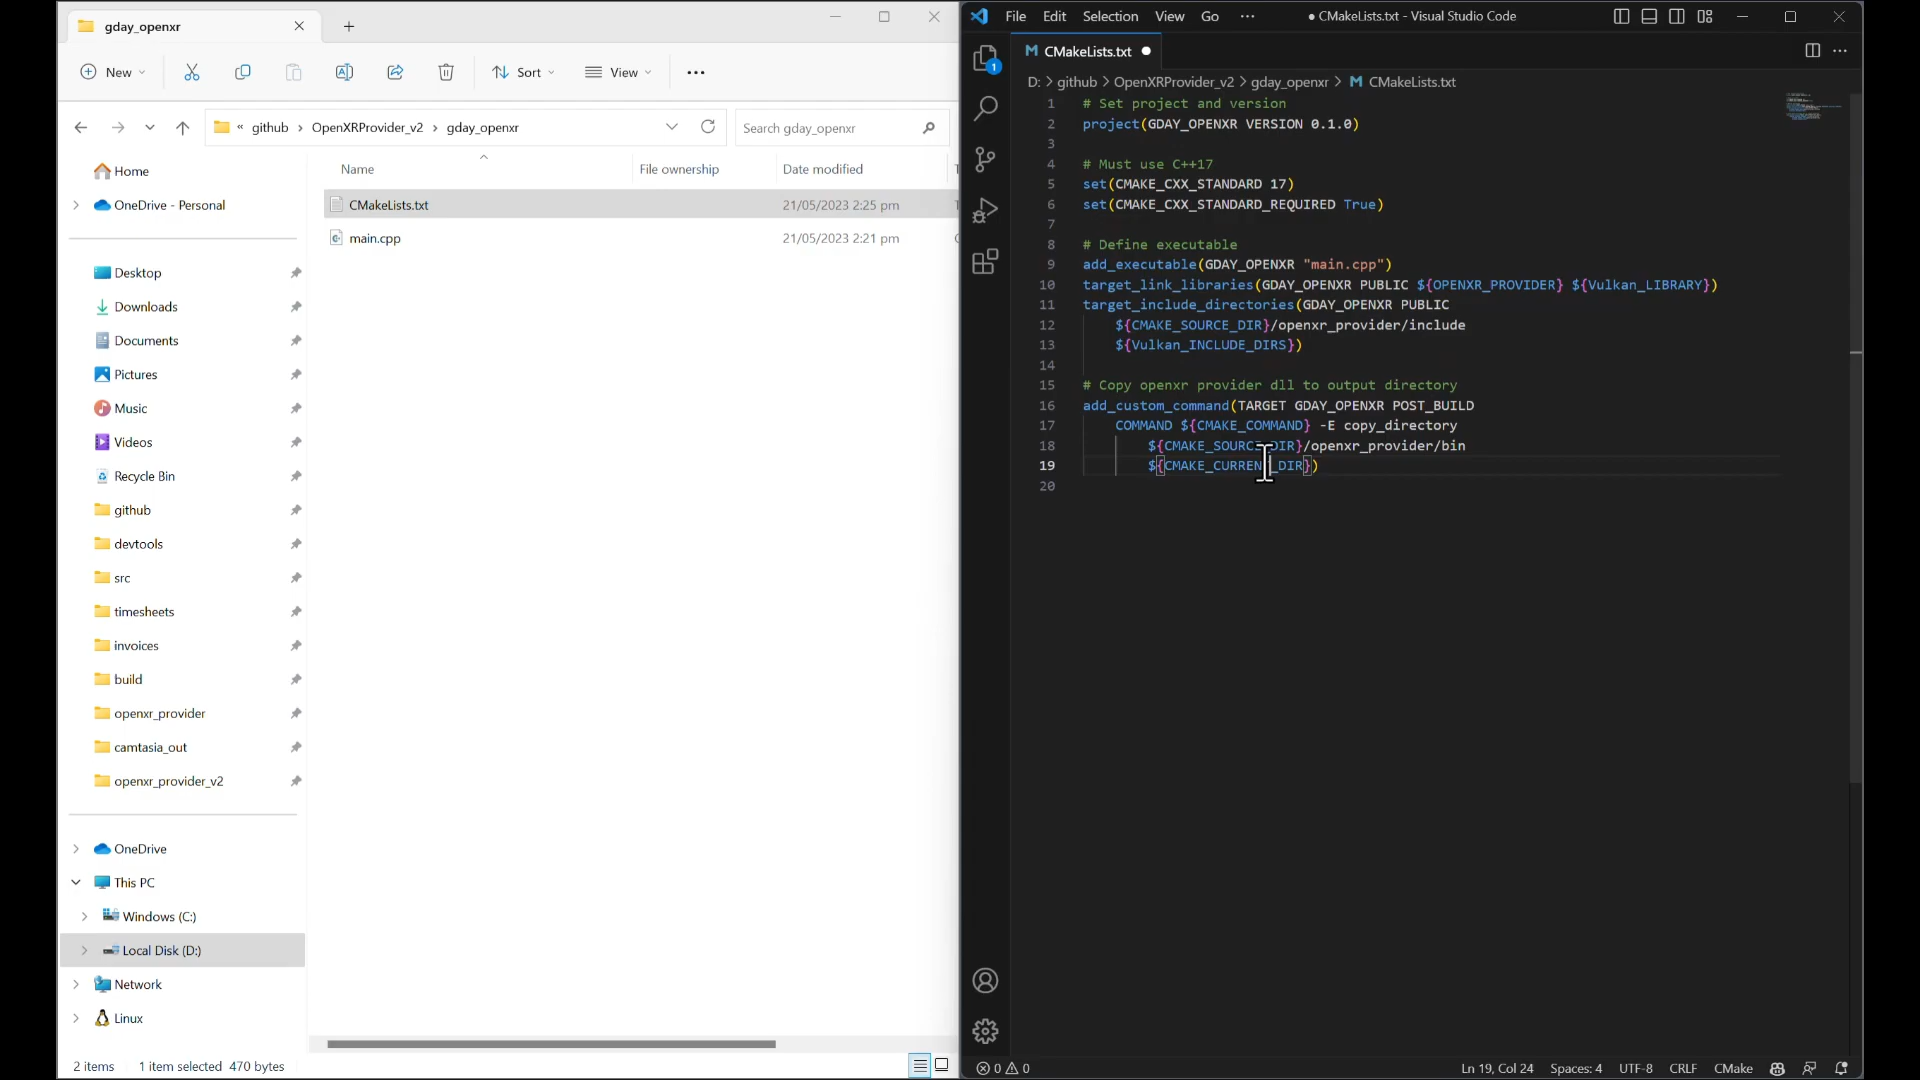 gday_openxr
New
Sort
View
« github › OpenXRProvider_v2 › gday_openxr
Search gday_openxr
Home
OneDrive - Personal
Desktop
Downloads
Documents
Pictures
Music
Videos
Recycle Bin
github
devtools
src
timesheets
invoices
build
openxr_provider
camtasia_out
openxr_provider_v2
OneDrive
This PC
Windows (C:)
Local Disk (D:)
Network
Linux
Name File ownership Date modified
CMakeLists.txt 21/05/2023 2:25 pm
main.cpp 21/05/2023 2:21 pm
2 items 1 item selected 470 bytes
File Edit Selection View Go ··· ● CMakeLists.txt - Visual Studio Code
1
M CMakeLists.txt ●
D: > github > OpenXRProvider_v2 > gday_openxr > M CMakeLists.txt
1 # Set project and version
2 project(GDAY_OPENXR VERSION 0.1.0)
3
4 # Must use C++17
5 set(CMAKE_CXX_STANDARD 17)
6 set(CMAKE_CXX_STANDARD_REQUIRED True)
7
8 # Define executable
9 add_executable(GDAY_OPENXR "main.cpp")
10 target_link_libraries(GDAY_OPENXR PUBLIC ${OPENXR_PROVIDER} ${Vulkan_LIBRARY})
11 target_include_directories(GDAY_OPENXR PUBLIC
12 ${CMAKE_SOURCE_DIR}/openxr_provider/include
13 ${Vulkan_INCLUDE_DIRS})
14
15 # Copy openxr provider dll to output directory
16 add_custom_command(TARGET GDAY_OPENXR POST_BUILD
17 COMMAND ${CMAKE_COMMAND} -E copy_directory
18 ${CMAKE_SOURCE_DIR}/openxr_provider/bin
19 ${CMAKE_CURRENT_DIR})
20
0 0 Ln 19, Col 24 Spaces: 4 UTF-8 CRLF CMake